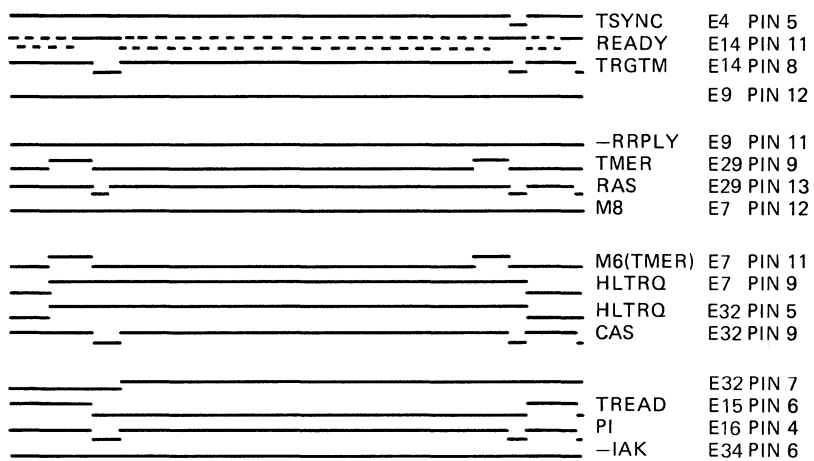 TSYNC E4 PIN 5
READY E14 PIN 11
TRGTM E14 PIN 8
E9 PIN 12
−RRPLY E9 PIN 11
TMER E29 PIN 9
RAS E29 PIN 13
M8 E7 PIN 12
M6(TMER) E7 PIN 11
HLTRQ E7 PIN 9
HLTRQ E32 PIN 5
CAS E32 PIN 9
E32 PIN 7
TREAD E15 PIN 6
PI E16 PIN 4
−IAK E34 PIN 6